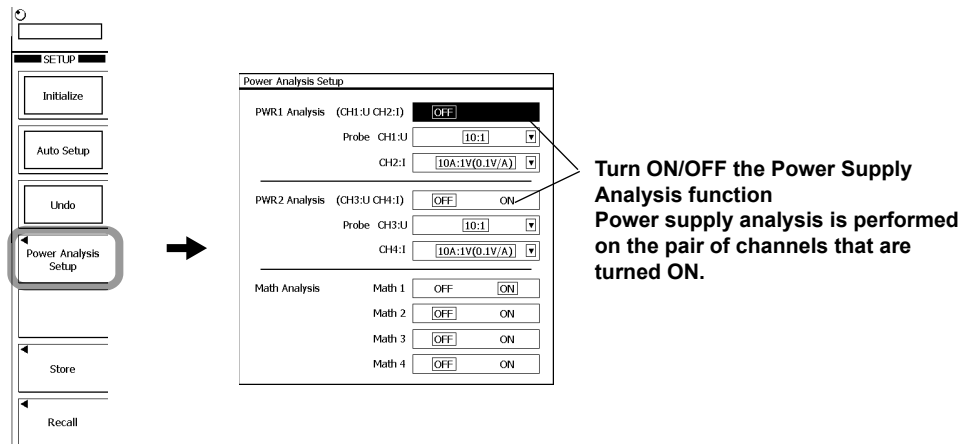 SETUP
Initialize
Auto Setup
Undo
Power Analysis
Setup
Store
Recall
Power Analysis Setup
PWR1 Analysis (CH1:U CH2:I) OFF
Probe CH1:U 10:1
CH2:I 10A:1V(0.1V/A)
PWR2 Analysis (CH3:U CH4:I) OFF ON
Probe CH3:U 10:1
CH4:I 10A:1V(0.1V/A)
Math Analysis Math 1 OFF ON
Math 2 OFF ON
Math 3 OFF ON
Math 4 OFF ON
Turn ON/OFF the Power Supply
Analysis function
Power supply analysis is performed
on the pair of channels that are
turned ON.